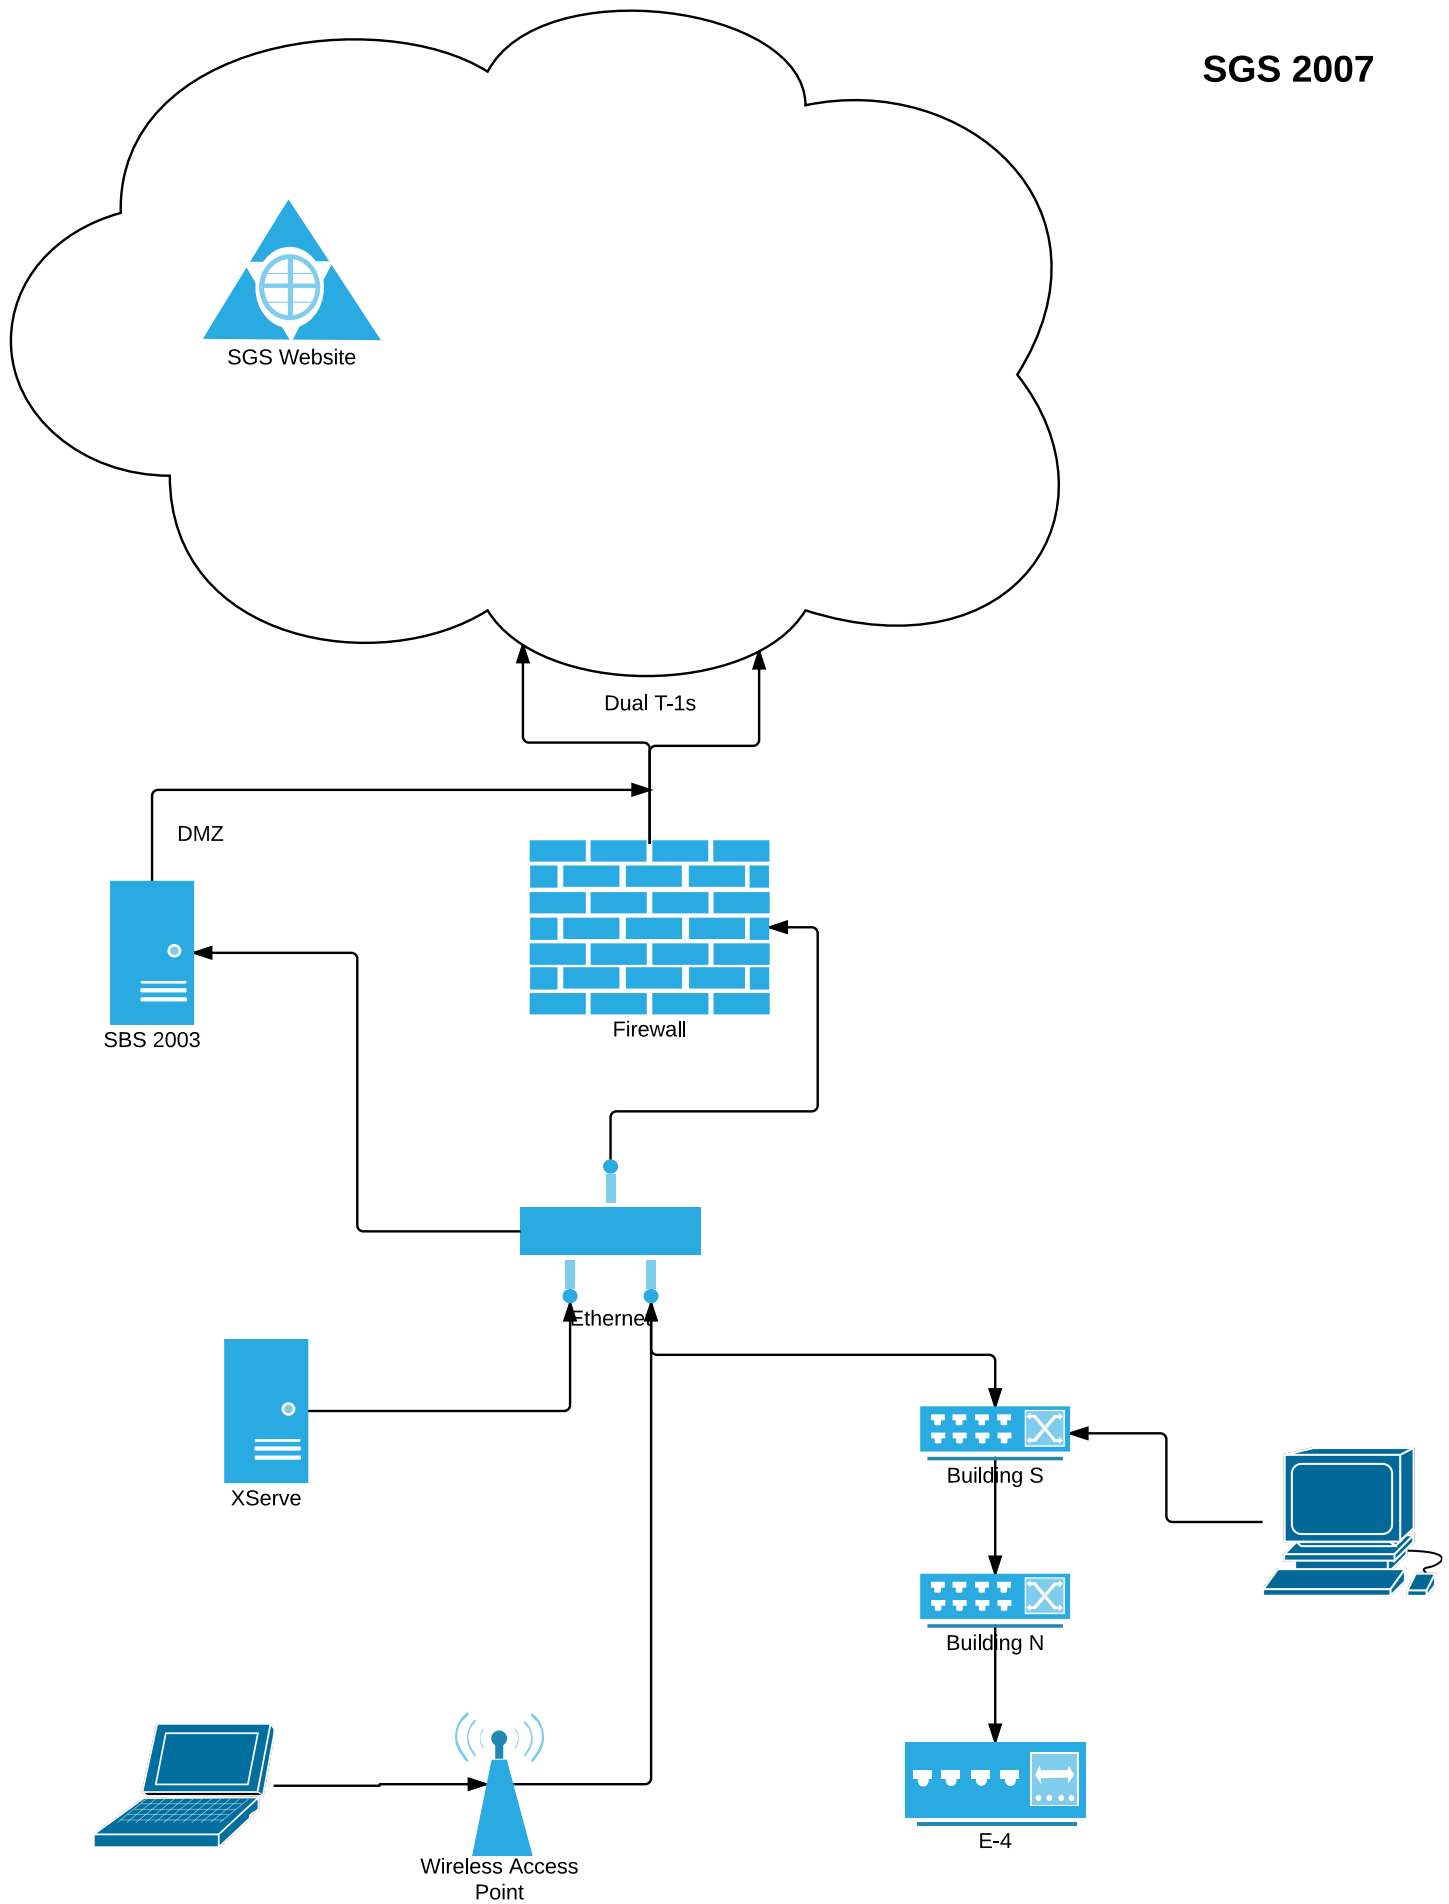 SGS 2007
SGS Website
Dual T-1s
DMZ
SBS 2003
Firewall
Ethernet
XServe
Building S
Building N
E-4
Wireless Access
Point